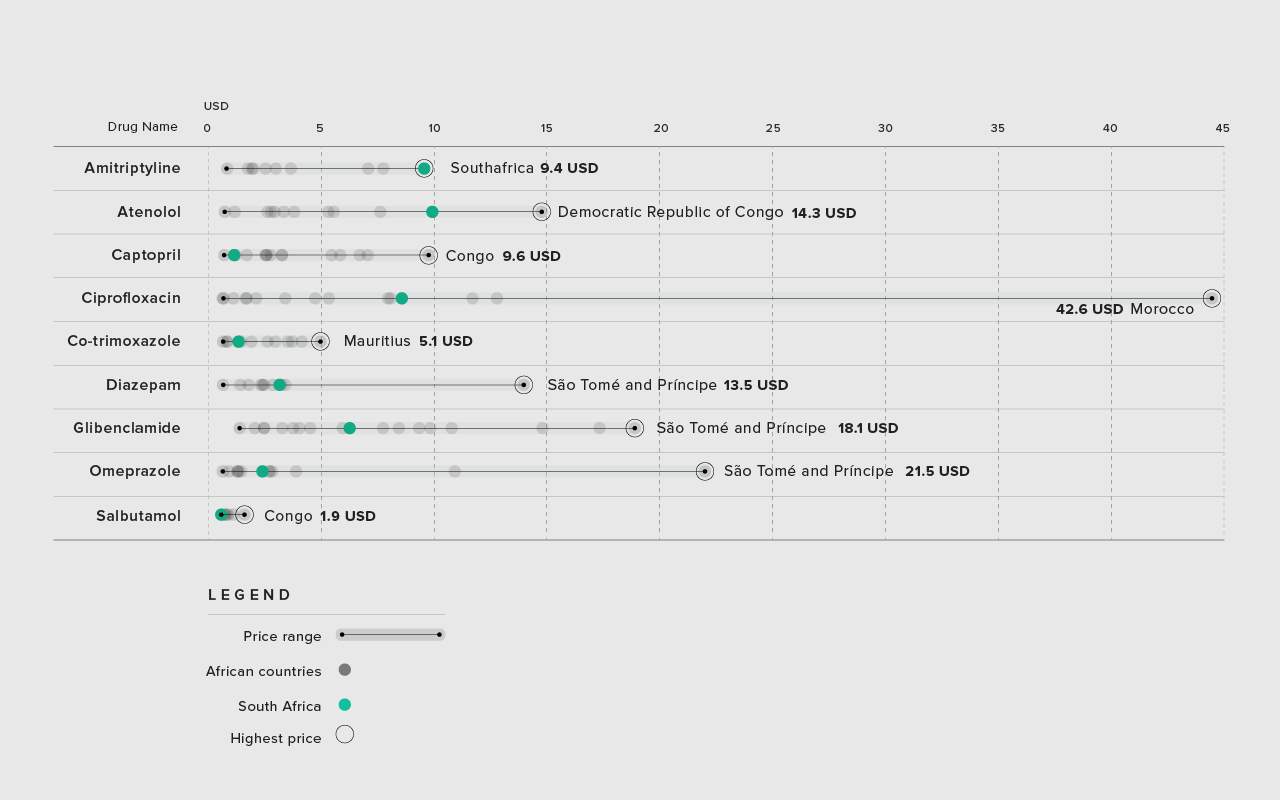 USD
Drug Name 0 5 10 15 20 25 30 35 40 45
Amitriptyline Southafrica 9.4 USD
Atenolol Democratic Republic of Congo 14.3 USD
Captopril Congo 9.6 USD
Ciprofloxacin 42.6 USD Morocco
Co-trimoxazole Mauritius 5.1 USD
Diazepam São Tomé and Príncipe 13.5 USD
Glibenclamide São Tomé and Príncipe 18.1 USD
Omeprazole São Tomé and Príncipe 21.5 USD
Salbutamol Congo 1.9 USD
LEGEND
Price range
African countries
South Africa
Highest price